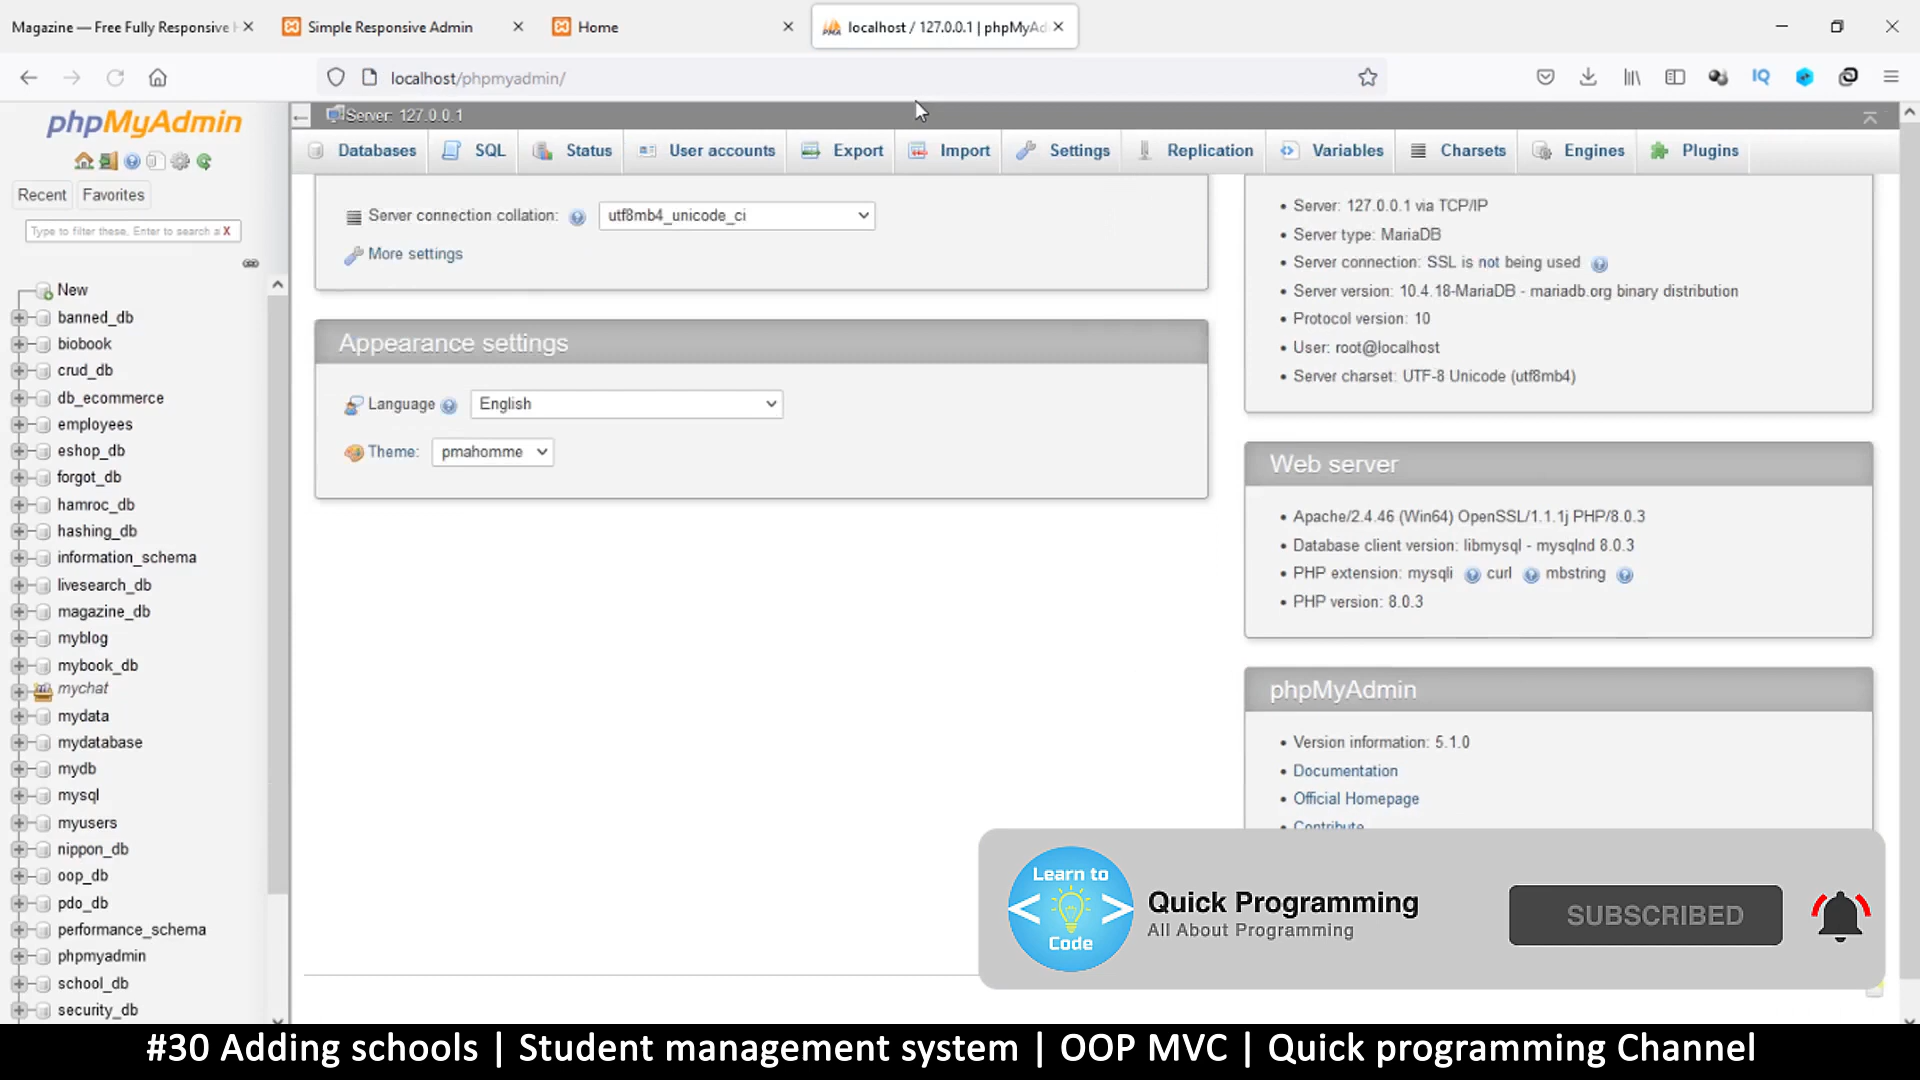 Magazine — Free Fully Responsive H
Simple Responsive Admin
Home
localhost / 127.0.0.1 | phpMyAd
localhost/phpmyadmin/
IQ
phpMyAdmin
Recent
Favorites
Type to filter these, Enter to search a X
New
banned_db
biobook
crud_db
db_ecommerce
employees
eshop_db
forgot_db
hamroc_db
hashing_db
information_schema
livesearch_db
magazine_db
myblog
mybook_db
mychat
mydata
mydatabase
mydb
mysql
myusers
nippon_db
oop_db
pdo_db
performance_schema
phpmyadmin
school_db
security_db
Server: 127.0.0.1
Databases SQL Status User accounts Export Import Settings Replication Variables Charsets Engines Plugins
Server connection collation: utf8mb4_unicode_ci
More settings
Appearance settings
Language English
Theme: pmahomme
Server: 127.0.0.1 via TCP/IP
Server type: MariaDB
Server connection: SSL is not being used
Server version: 10.4.18-MariaDB - mariadb.org binary distribution
Protocol version: 10
User: root@localhost
Server charset: UTF-8 Unicode (utf8mb4)
Web server
Apache/2.4.46 (Win64) OpenSSL/1.1.1j PHP/8.0.3
Database client version: libmysql - mysqlnd 8.0.3
PHP extension: mysqli curl mbstring
PHP version: 8.0.3
phpMyAdmin
Version information: 5.1.0
Documentation
Official Homepage
Contribute
Learn to
< >
Code
Quick Programming
All About Programming
SUBSCRIBED
#30 Adding schools | Student management system | OOP MVC | Quick programming Channel